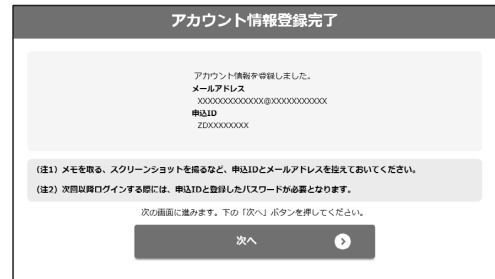 アカウント情報登録完了
アカウント情報を登録しました。
メールアドレス
XXXXXXXXXXXXX@XXXXXXXXXXX
申込ID
ZDXXXXXXXX
(注1) メモを取る、スクリーンショットを撮るなど、申込IDとメールアドレスを控えておいてください。
(注2) 次回以降ログインする際には、申込IDと登録したパスワードが必要となります。
次の画面に進みます。下の「次へ」ボタンを押してください。
次へ